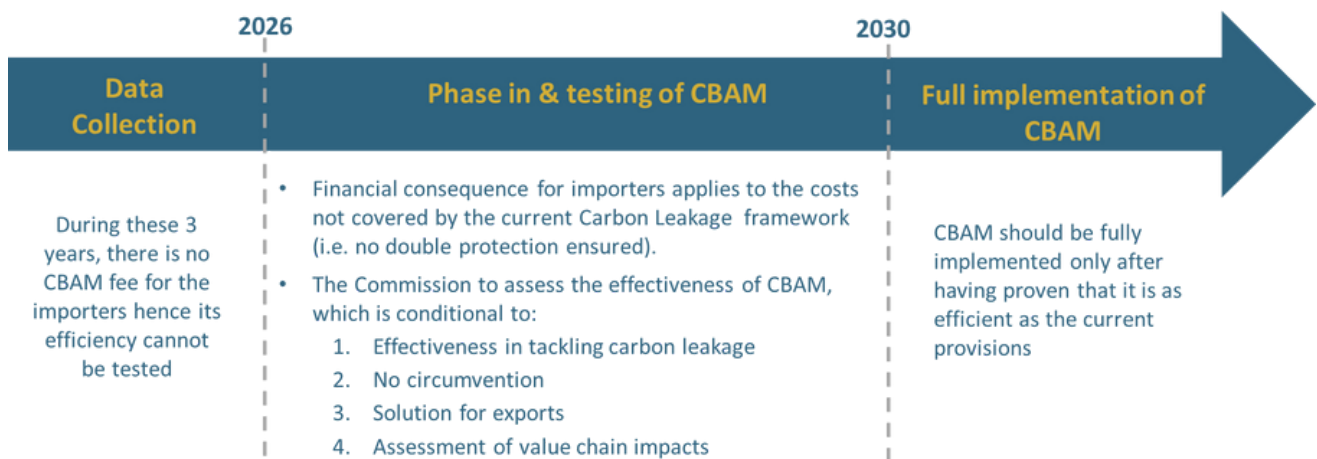 2026
2030
Data
Collection
Phase in & testing of CBAM
Full implementation of
CBAM
During these 3
years, there is no
CBAM fee for the
importers hence its
efficiency cannot
be tested
• Financial consequence for importers applies to the costs
not covered by the current Carbon Leakage framework
(i.e. no double protection ensured).
• The Commission to assess the effectiveness of CBAM,
which is conditional to:
1. Effectiveness in tackling carbon leakage
2. No circumvention
3. Solution for exports
4. Assessment of value chain impacts
CBAM should be fully
implemented only after
having proven that it is as
efficient as the current
provisions